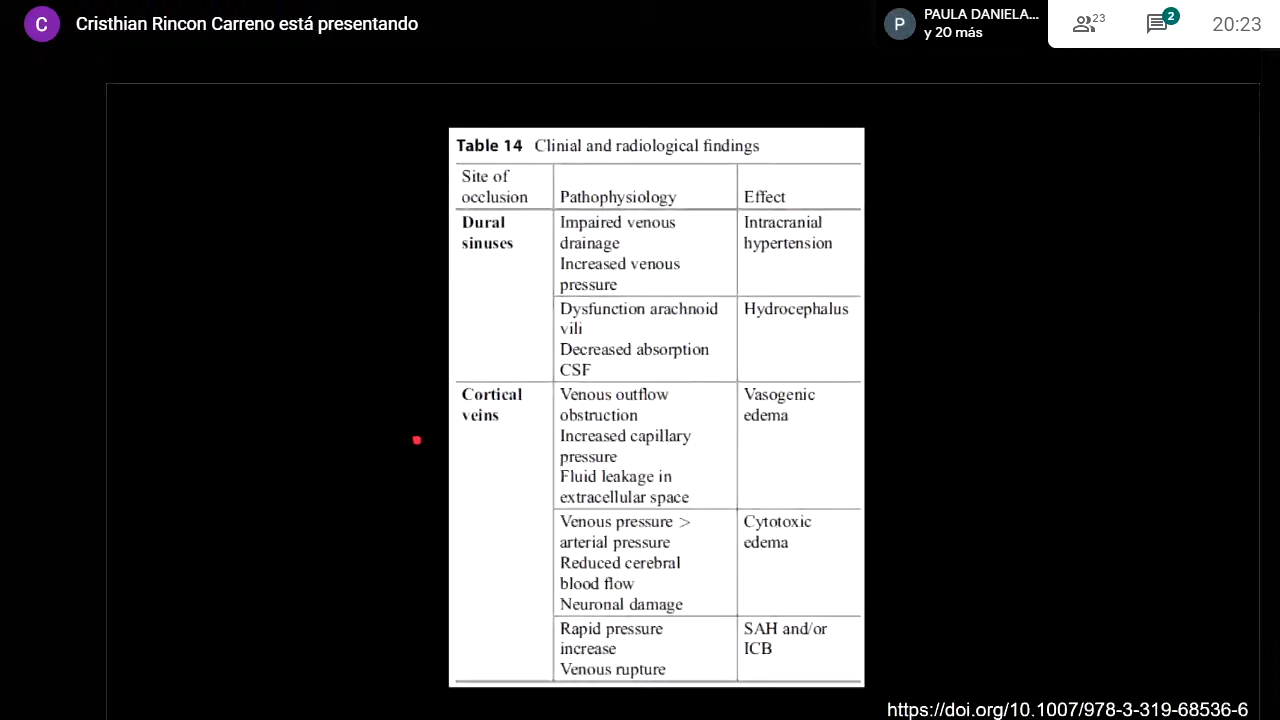 C
Cristhian Rincon Carreno está presentando
P
PAULA DANIELA...
y 20 más
23
2
20:23
Table 14 Clinial and radiological findings
Site of occlusion
Pathophysiology
Effect
Dural sinuses
Impaired venous
drainage
Increased venous
pressure
Intracranial
hypertension
Dysfunction arachnoid
vili
Decreased absorption
CSF
Hydrocephalus
Cortical
veins
Venous outflow
obstruction
Increased capillary
pressure
Fluid leakage in
extracellular space
Vasogenic
edema
Venous pressure >
arterial pressure
Reduced cerebral
blood flow
Neuronal damage
Cytotoxic
edema
Rapid pressure
increase
Venous rupture
SAH and/or
ICB
https://doi.org/10.1007/978-3-319-68536-6